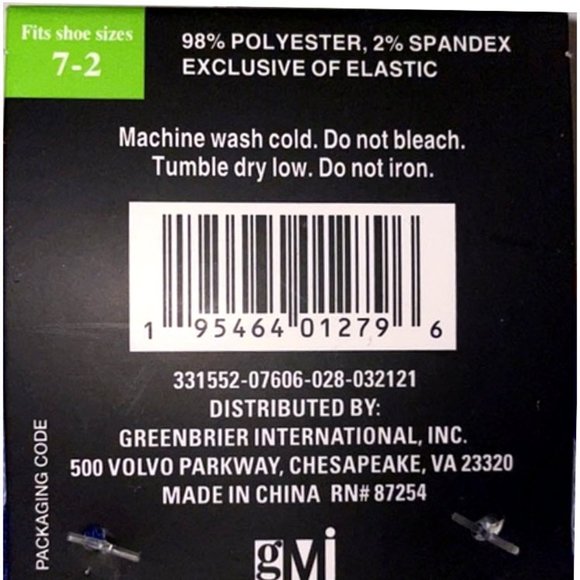 Fits shoe sizes
7-2
98% POLYESTER, 2% SPANDEX
EXCLUSIVE OF ELASTIC
Machine wash cold. Do not bleach.
Tumble dry low. Do not iron.
1 95464 01279 6
331552-07606-028-032121
DISTRIBUTED BY:
GREENBRIER INTERNATIONAL, INC.
500 VOLVO PARKWAY, CHESAPEAKE, VA 23320
MADE IN CHINA RN# 87254
PACKAGING CODE
gMi